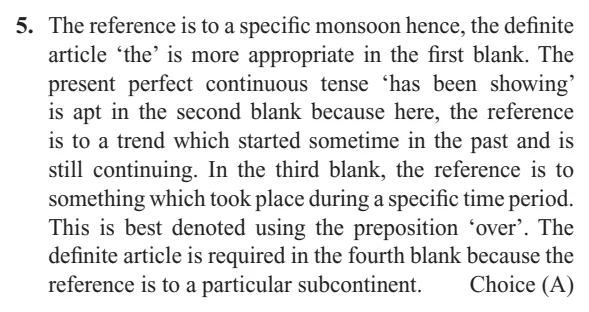 5. The reference is to a specific monsoon hence, the definite
article ‘the’ is more appropriate in the first blank. The
present perfect continuous tense ‘has been showing’
is apt in the second blank because here, the reference
is to a trend which started sometime in the past and is
still continuing. In the third blank, the reference is to
something which took place during a specific time period.
This is best denoted using the preposition ‘over’. The
definite article is required in the fourth blank because the
reference is to a particular subcontinent. Choice (A)